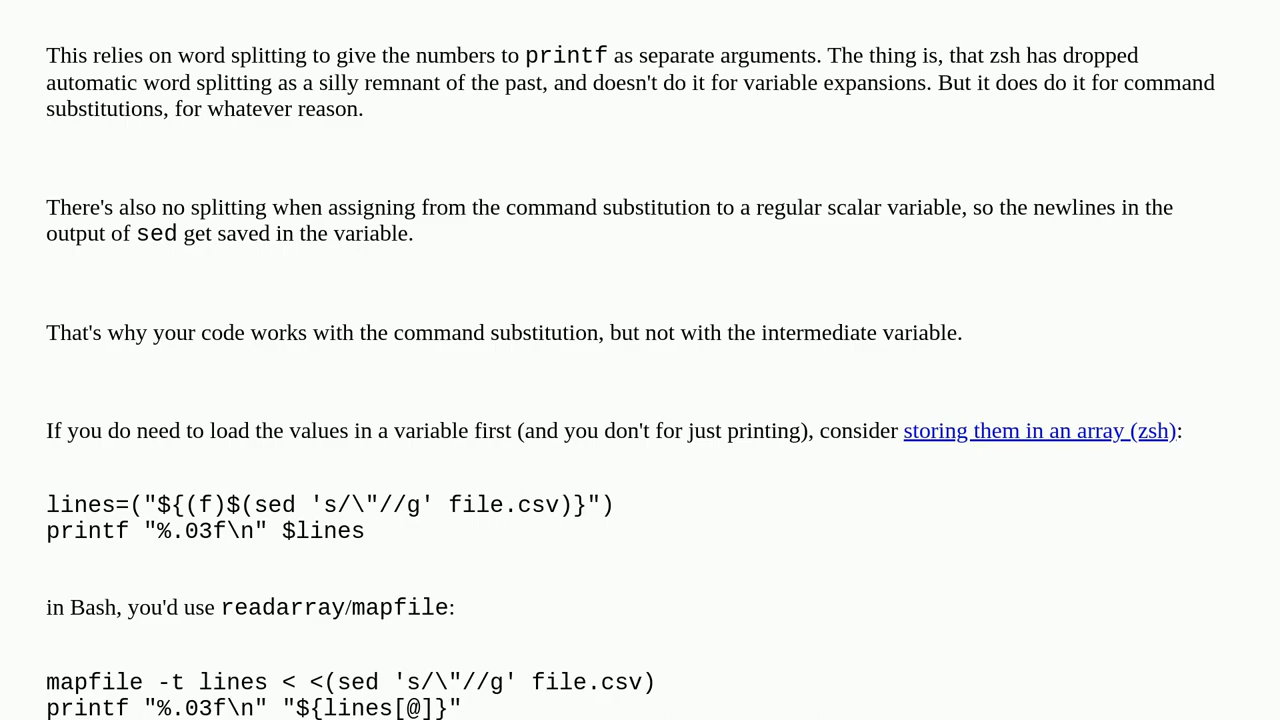 This relies on word splitting to give the numbers to printf as separate arguments. The thing is, that zsh has dropped
automatic word splitting as a silly remnant of the past, and doesn't do it for variable expansions. But it does do it for command
substitutions, for whatever reason.
There's also no splitting when assigning from the command substitution to a regular scalar variable, so the newlines in the
output of sed get saved in the variable.
That's why your code works with the command substitution, but not with the intermediate variable.
If you do need to load the values in a variable first (and you don't for just printing), consider storing them in an array (zsh):
lines=("${(f)$(sed 's/\"//g' file.csv)}")
printf "%.03f\n" $lines
in Bash, you'd use readarray/mapfile:
mapfile -t lines < <(sed 's/\"//g' file.csv)
printf "%.03f\n" "${lines[@]}"